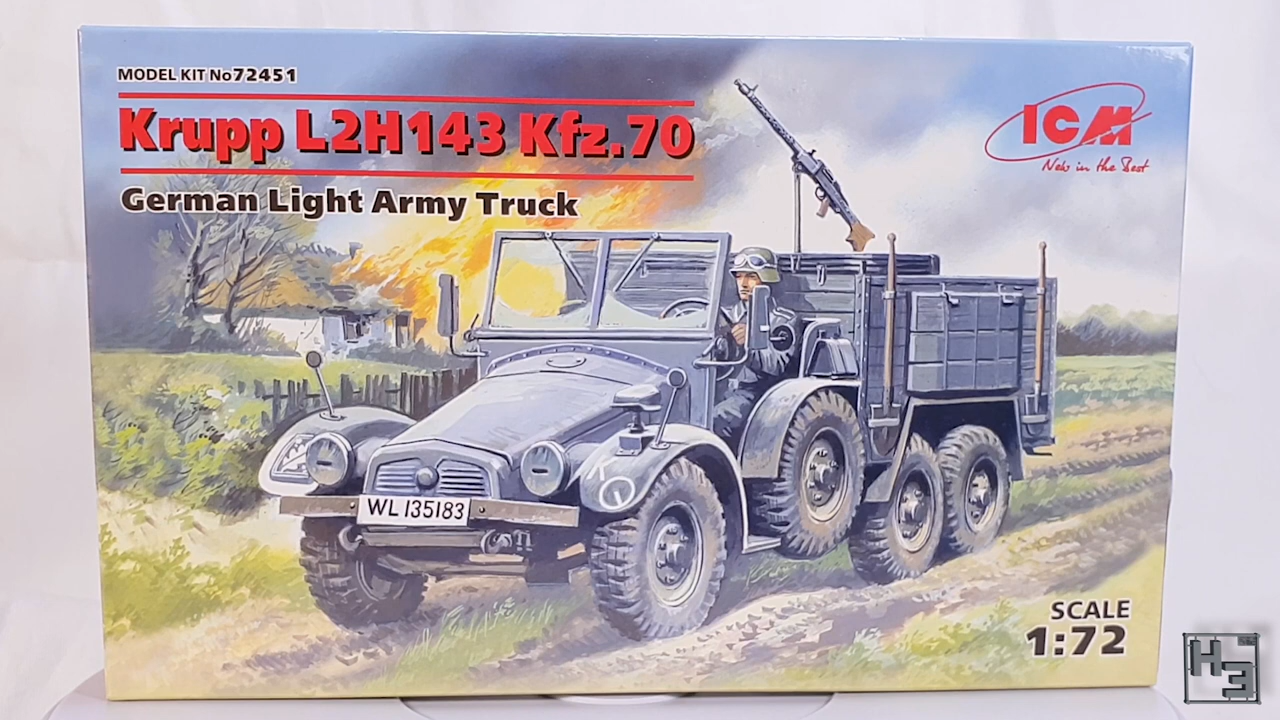 MODEL KIT No72451
Krupp L2H143 Kfz.70
German Light Army Truck
ICM
New in the Best
WL 135183
K
SCALE
1:72
H3